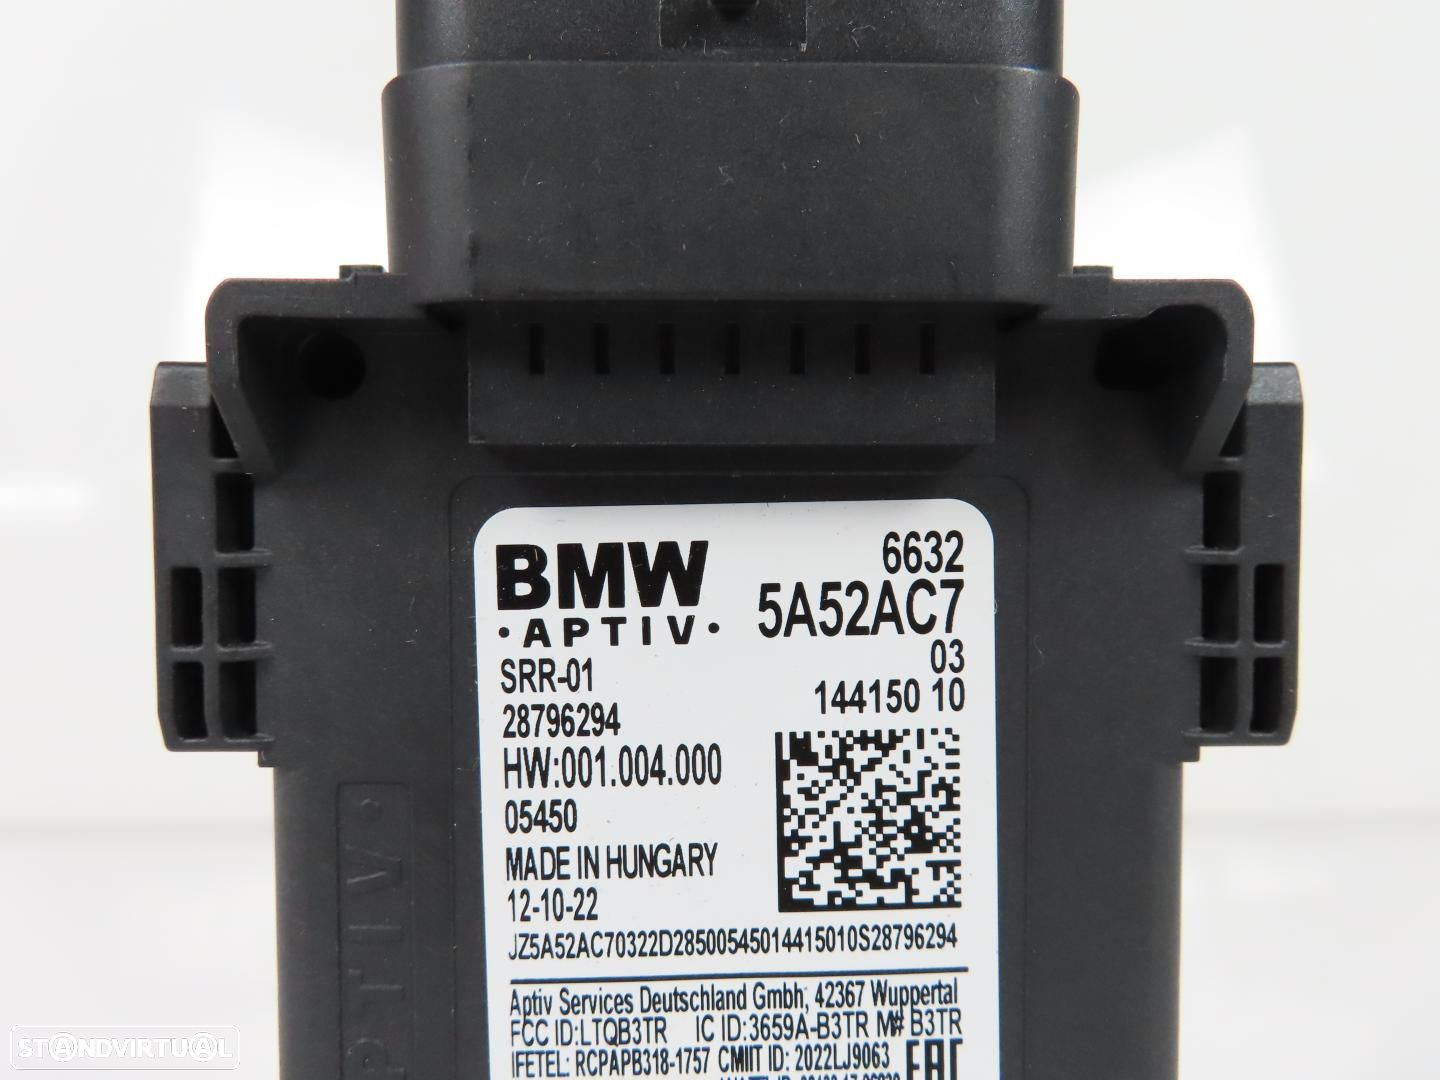 BMW
6632
·APTIV·
5A52AC7
SRR-01
03
28796294
144150 10
HW:001.004.000
05450
MADE IN HUNGARY
12-10-22
JZ5A52AC70322D28500545014415010S28796294
Aptiv Services Deutschland Gmbh, 42367 Wuppertal
FCC ID:LTQB3TR IC ID:3659A-B3TR M# B3TR
IFETEL: RCPAPB318-1757 CMIIT ID: 2022LJ9063
EAC
PTIV·
STANDVIRTUAL